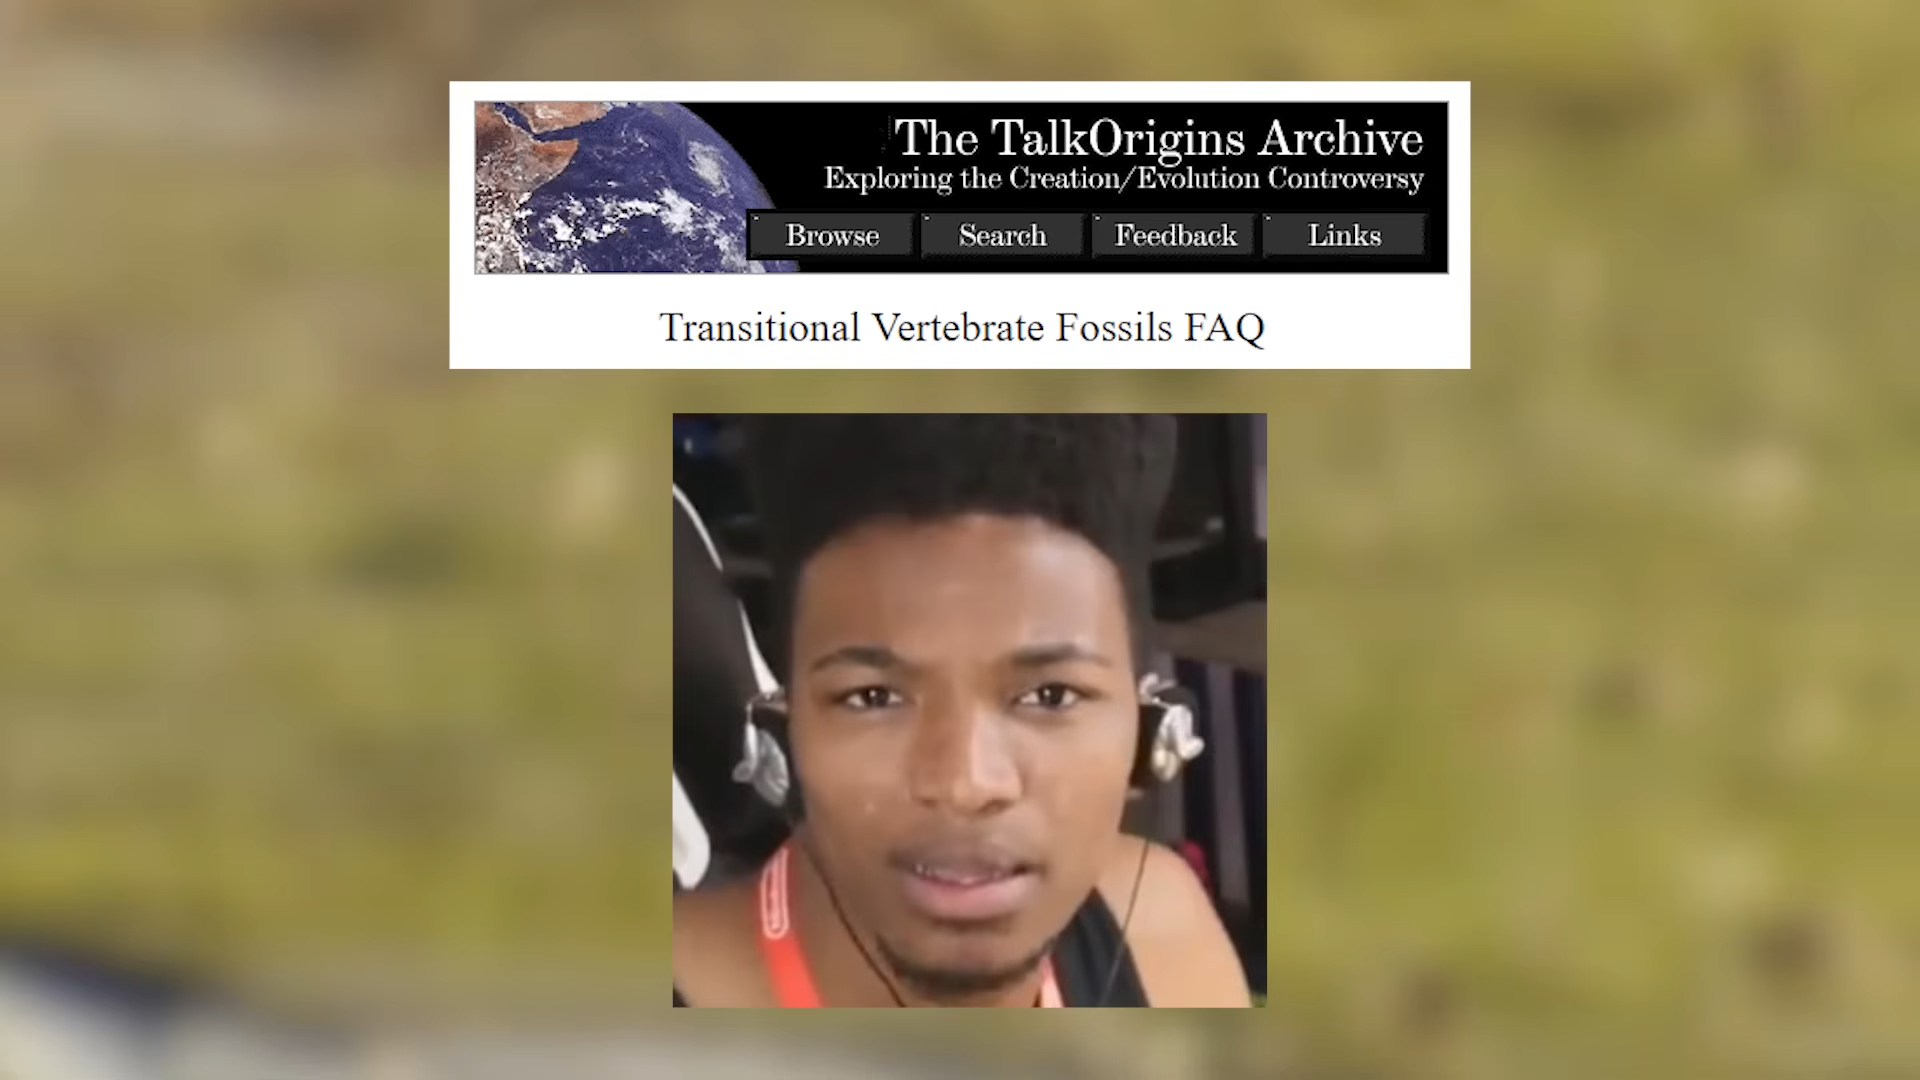 The TalkOrigins Archive
Exploring the Creation/Evolution Controversy
Browse Search Feedback Links
Transitional Vertebrate Fossils FAQ